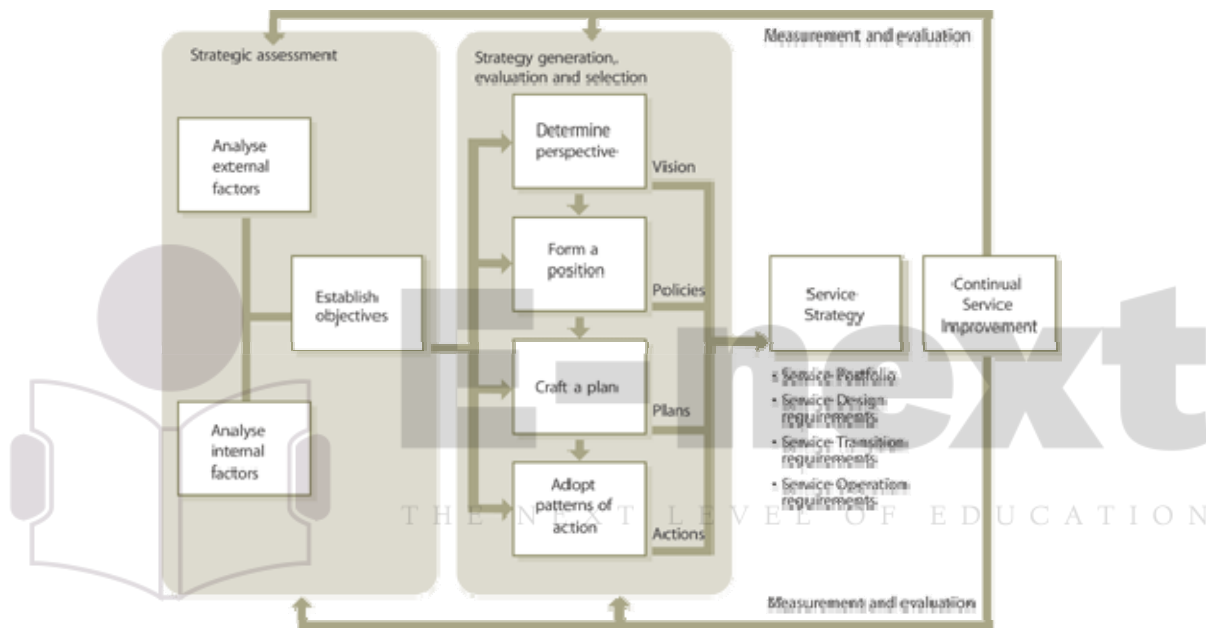 Measurement and evaluation
Strategic assessment
Analyse
external
factors
Establish
objectives
Analyse
internal
factors
Strategy generation,
evaluation and selection
Determine
perspective
Vision
Form a
position
Policies
Craft a plan
Plans
Adopt
patterns of
action
Actions
Service
Strategy
• Service Portfolio
• Service Design
requirements
• Service Transition
requirements
• Service Operation
requirements
Continual
Service
Improvement
Measurement and evaluation
E-next
THE NEXT LEVEL OF EDUCATION